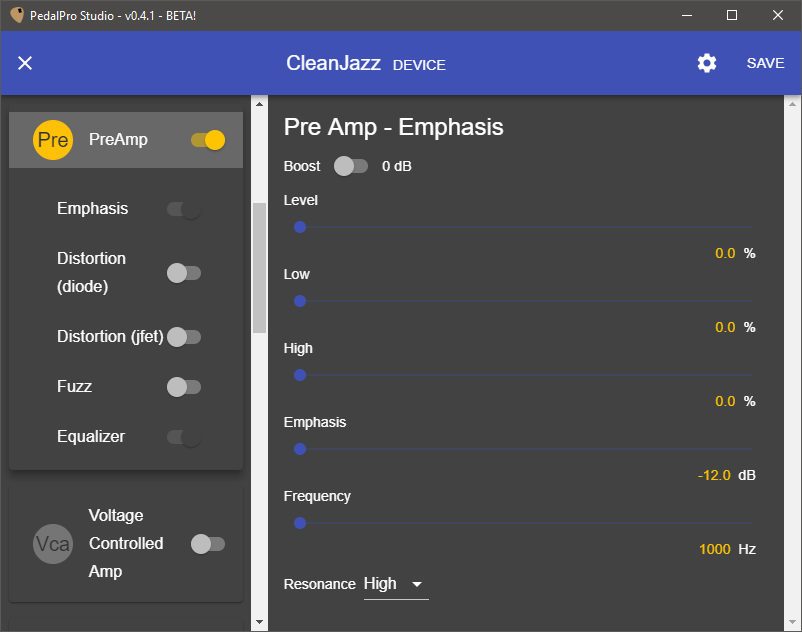 PedalPro Studio - v0.4.1 - BETA!
CleanJazz DEVICE
SAVE
Pre PreAmp
Emphasis
Distortion
(diode)
Distortion (jfet)
Fuzz
Equalizer
Vca
Voltage
Controlled
Amp
Pre Amp - Emphasis
Boost 0 dB
Level
0.0 %
Low
0.0 %
High
0.0 %
Emphasis
-12.0 dB
Frequency
1000 Hz
Resonance High